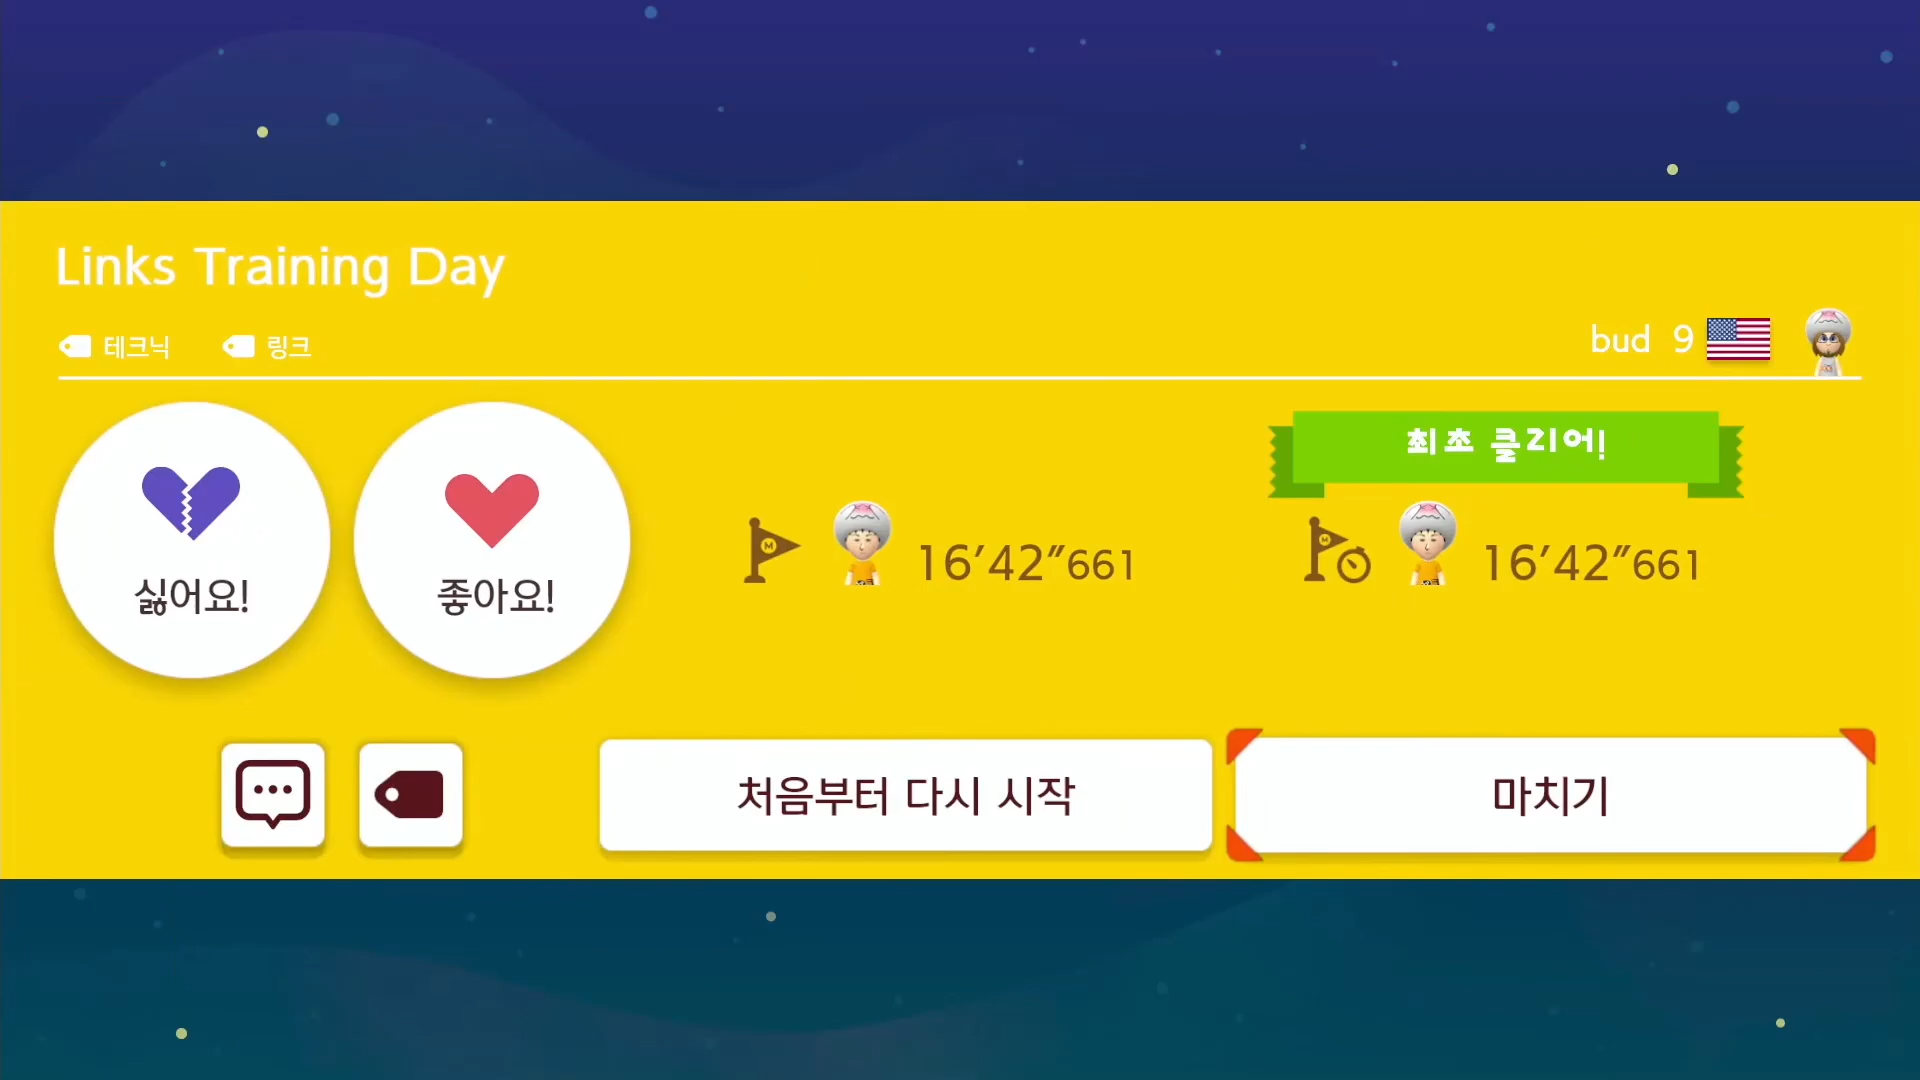 Links Training Day
테크닉 링크
bud 9
최초 클리어!
싫어요!
좋아요!
M 16′42″661
M 16′42″661
처음부터 다시 시작
마치기